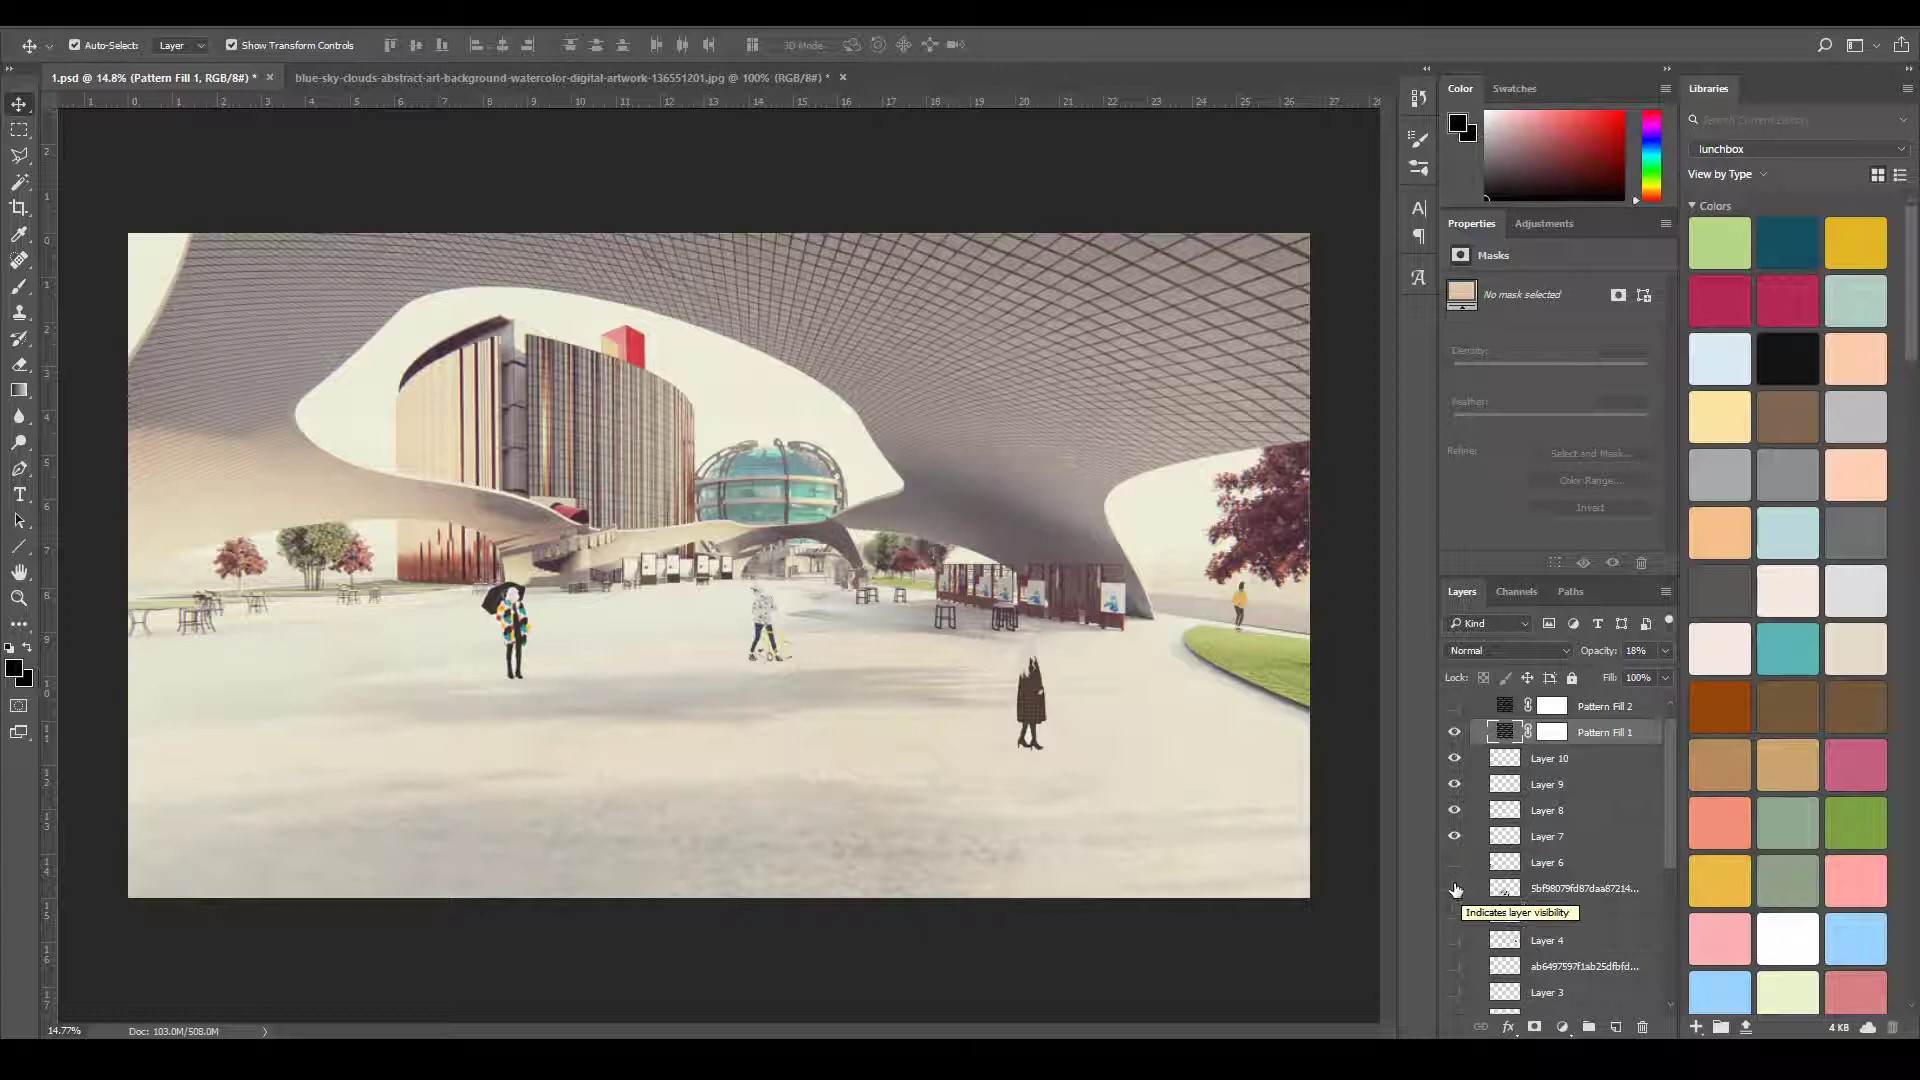 Auto-Select:
Layer
Show Transform Controls
3D Mode:
1.psd @ 14.8% (Pattern Fill 1, RGB/8#) *
blue-sky-clouds-abstract-art-background-watercolor-digital-artwork-136551201.jpg @ 100% (RGB/8#) *
Color
Swatches
Libraries
Search Current Library
lunchbox
View by Type
Colors
Properties
Adjustments
Masks
No mask selected
Density:
Feather:
Refine:
Select and Mask...
Color Range...
Invert
Layers
Channels
Paths
Kind
Normal
Opacity: 18%
Lock:
Fill: 100%
Pattern Fill 2
Pattern Fill 1
Layer 10
Layer 9
Layer 8
Layer 7
Layer 6
5bf98079fd87daa87214...
Indicates layer visibility
Layer 4
ab6497597f1ab25dfbfd...
Layer 3
14.77%
Doc: 103.0M/508.0M
4 KB